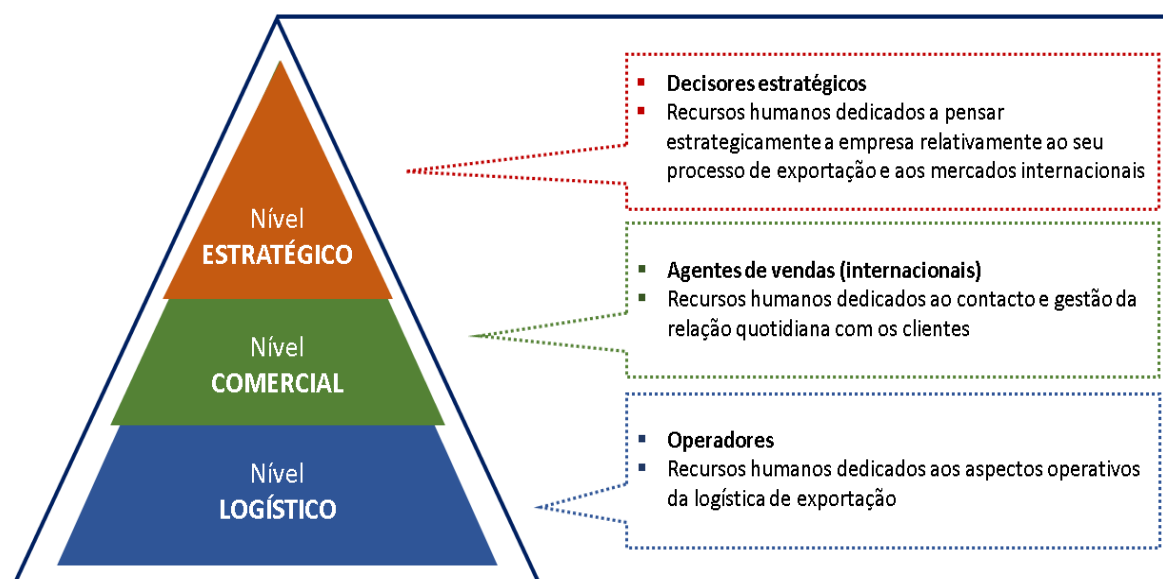 Nível
ESTRATÉGICO
Nível
COMERCIAL
Nível
LOGÍSTICO
▪ Decisores estratégicos
▪ Recursos humanos dedicados a pensar
estrategicamente a empresa relativamente ao seu
processo de exportação e aos mercados internacionais
▪ Agentes de vendas (internacionais)
▪ Recursos humanos dedicados ao contacto e gestão da
relação quotidiana com os clientes
▪ Operadores
▪ Recursos humanos dedicados aos aspectos operativos
da logística de exportação